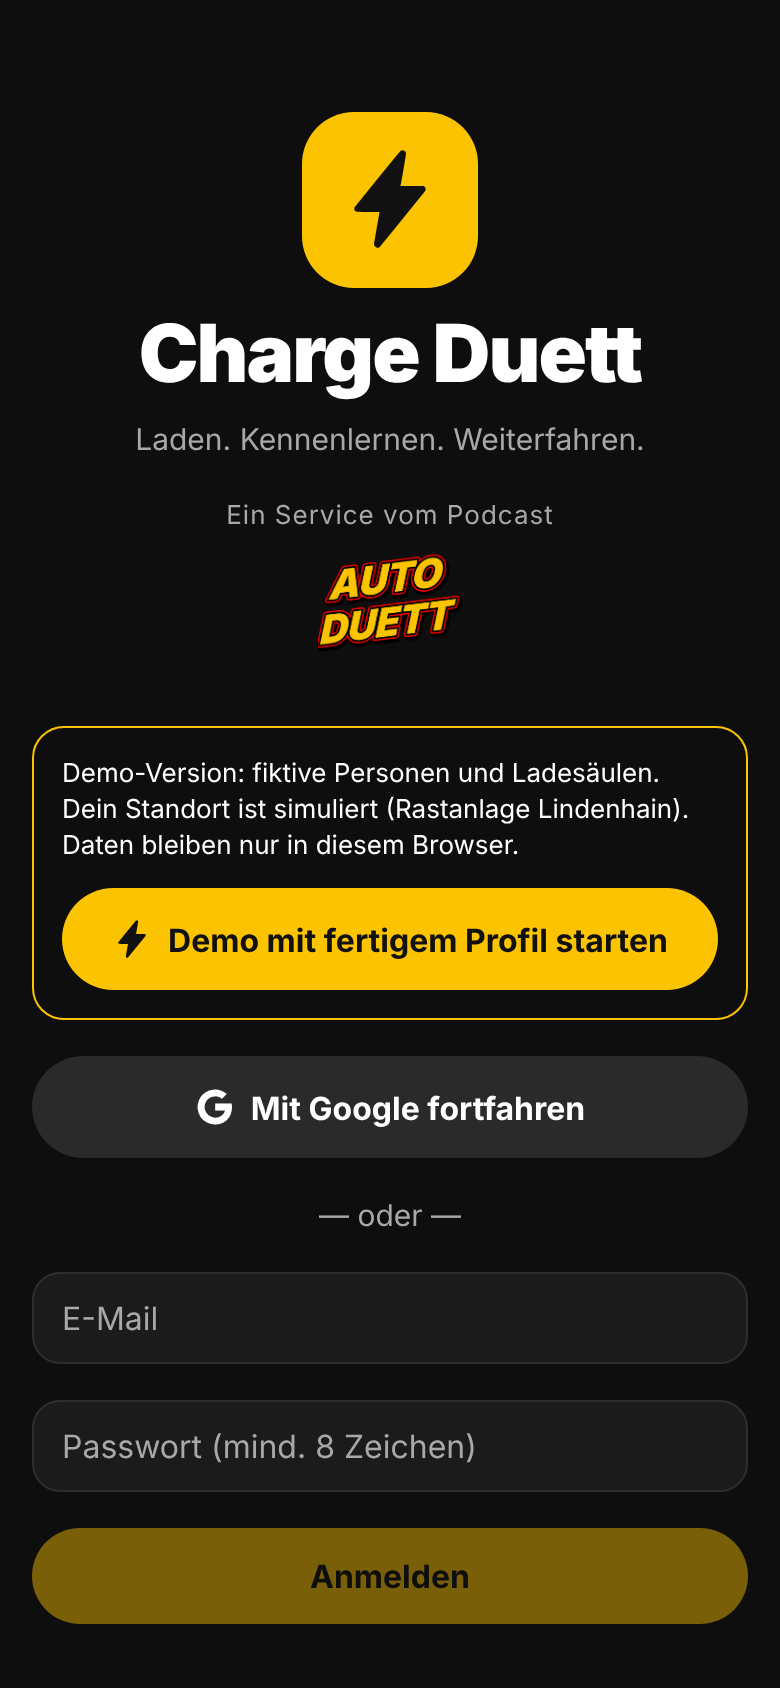 Charge Duett
Laden. Kennenlernen. Weiterfahren.
Ein Service vom Podcast
AUTO
DUETT
Demo-Version: fiktive Personen und Ladesäulen.
Dein Standort ist simuliert (Rastanlage Lindenhain).
Daten bleiben nur in diesem Browser.
Demo mit fertigem Profil starten
Mit Google fortfahren
— oder —
E-Mail
Passwort (mind. 8 Zeichen)
Anmelden